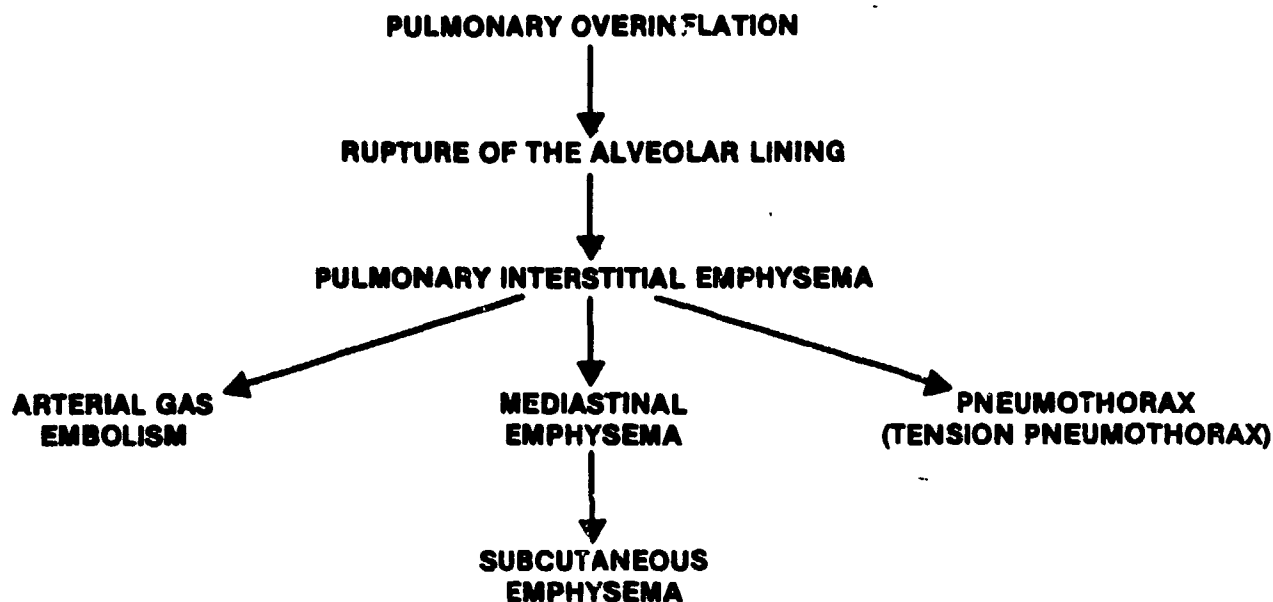 PULMONARY OVERINFLATION
RUPTURE OF THE ALVEOLAR LINING
PULMONARY INTERSTITIAL EMPHYSEMA
ARTERIAL GAS
EMBOLISM
MEDIASTINAL
EMPHYSEMA
PNEUMOTHORAX
(TENSION PNEUMOTHORAX)
SUBCUTANEOUS
EMPHYSEMA